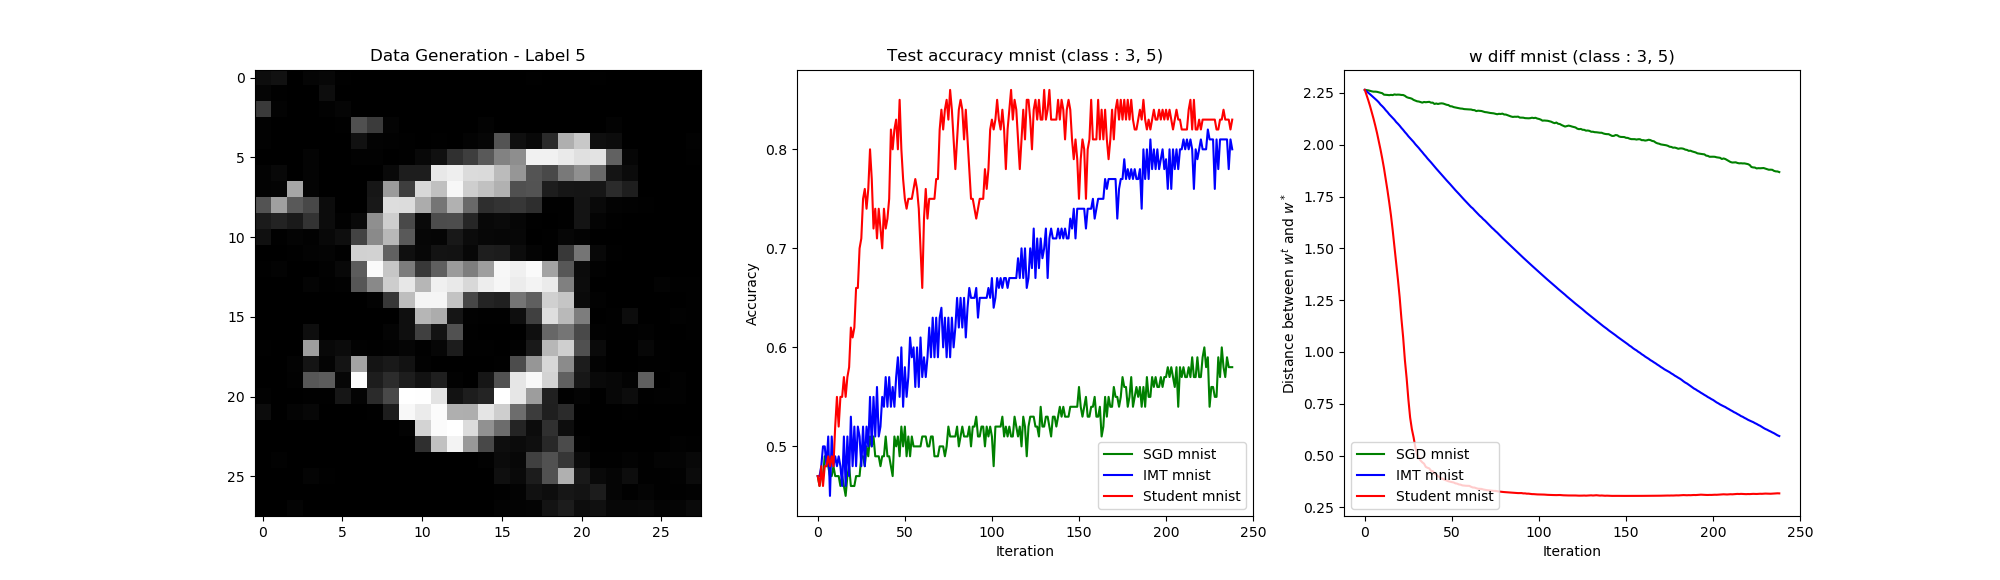 Data Generation - Label 5
0
5
10
15
20
25
0 5 10 15 20 25
Test accuracy mnist (class : 3, 5)
Accuracy
0.8
0.7
0.6
0.5
SGD mnist
IMT mnist
Student mnist
0 50 100 150 200 250
Iteration
w diff mnist (class : 3, 5)
Distance between w^t and w^*
2.25
2.00
1.75
1.50
1.25
1.00
0.75
0.50
0.25
SGD mnist
IMT mnist
Student mnist
0 50 100 150 200 250
Iteration